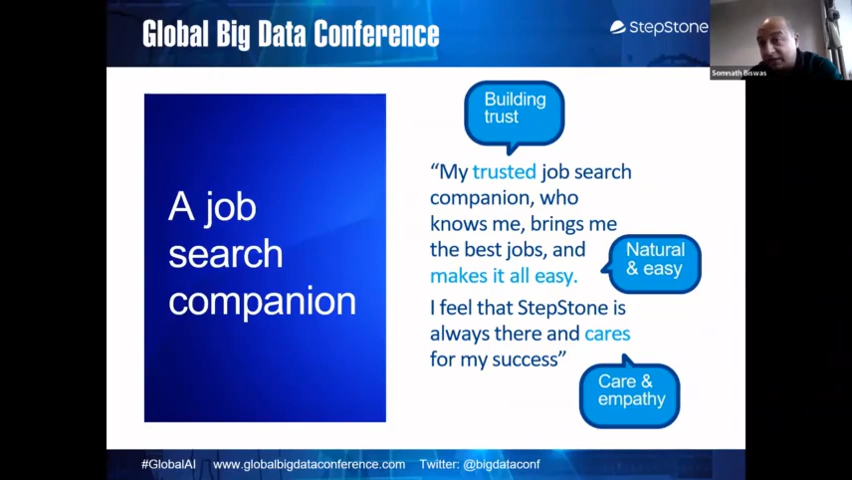 Global Big Data Conference
StepStone
Somnath Biswas
A job
search
companion
Building
trust
“My trusted job search
companion, who
knows me, brings me
the best jobs, and
makes it all easy.
Natural
& easy
I feel that StepStone is
always there and cares
for my success”
Care &
empathy
#GlobalAI www.globalbigdataconference.com Twitter: @bigdataconf